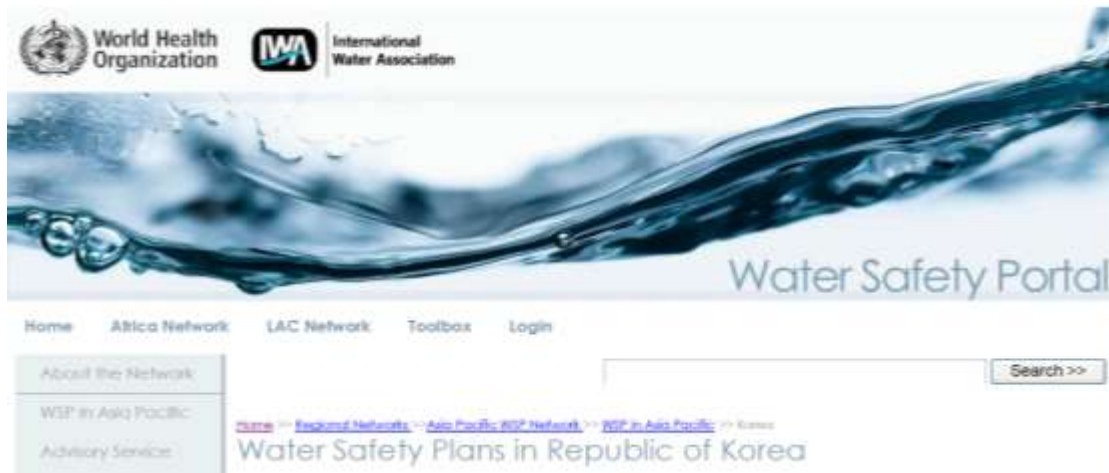 World Health
Organization
IWA
International
Water Association
Water Safety Portal
Home Africa Network LAC Network Toolbox Login
About the Network
Search >>
WSP in Asia Pacific
Home >> Regional Networks >> Asia Pacific WSP Network >> WSP in Asia Pacific >> Korea
Advisory Service
Water Safety Plans in Republic of Korea